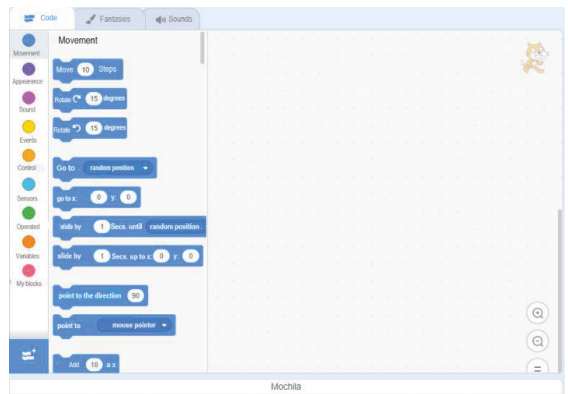 Code Fantasies Sounds
Movement
Movement
Appearance
Sound
Events
Control
Sensors
Operated
Variables
My blocks
Move 10 Steps
Rotate 15 degrees
Rotate 15 degrees
Go to random position
go to x: 0 y: 0
slide by 1 Secs. until random position
slide by 1 Secs. up to x: 0 y: 0
point to the direction 90
point to mouse pointer
Add 10 a x
Mochila